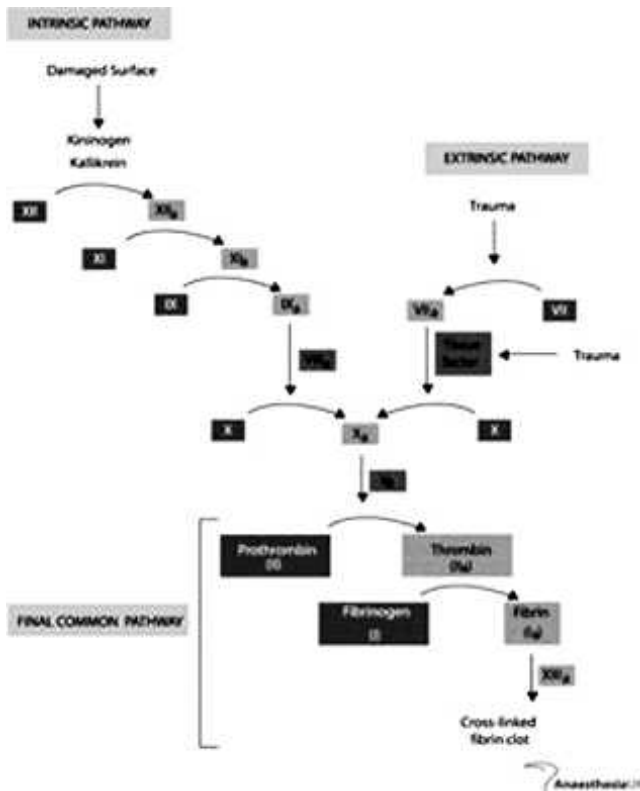 INTRINSIC PATHWAY
Damaged Surface
Kininogen
Kallikrein
EXTRINSIC PATHWAY
Trauma
XII
XIIa
XI
XIa
IX
IXa
VIIa
VII
VIIIa
Tissue
factor
Trauma
X
Xa
X
Va
Prothrombin
(II)
Thrombin
(IIa)
Fibrinogen
(I)
Fibrin
(Ia)
FINAL COMMON PATHWAY
XIIIa
Cross-linked
fibrin clot
AnaesthesiaUK